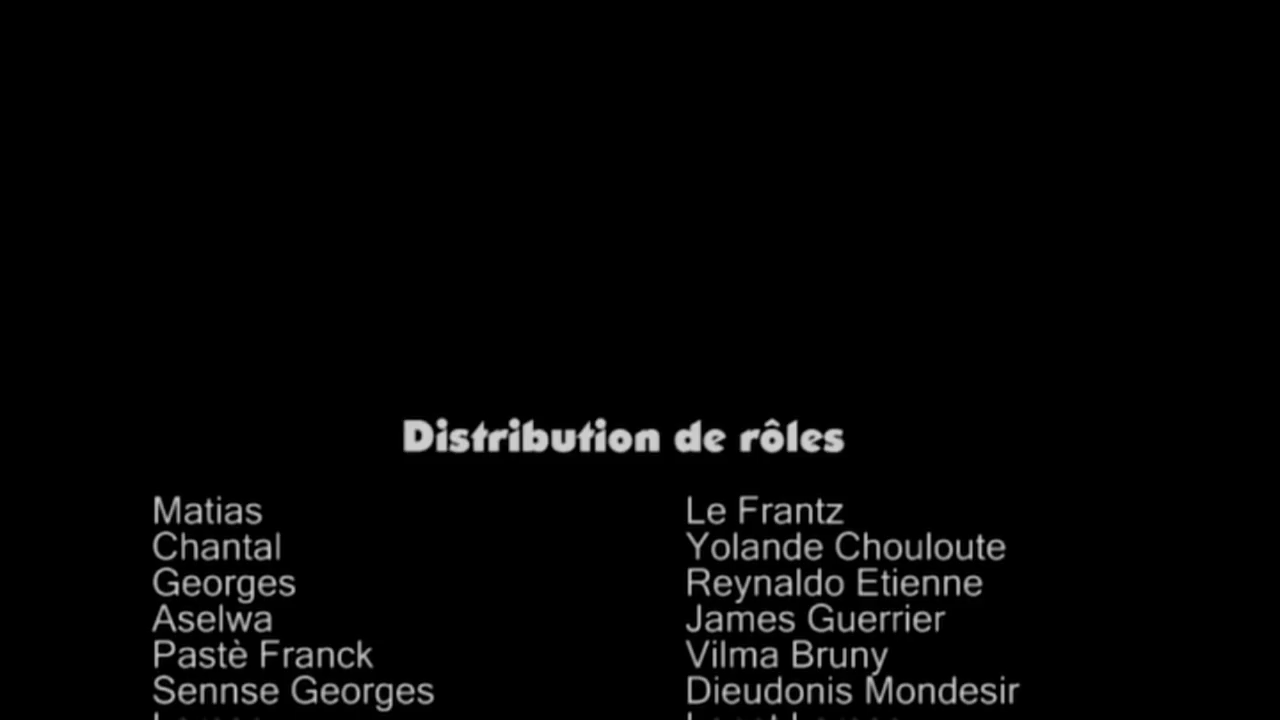 Distribution de rôles
Matias Le Frantz
Chantal Yolande Chouloute
Georges Reynaldo Etienne
Aselwa James Guerrier
Pastè Franck Vilma Bruny
Sennse Georges Dieudonis Mondesir